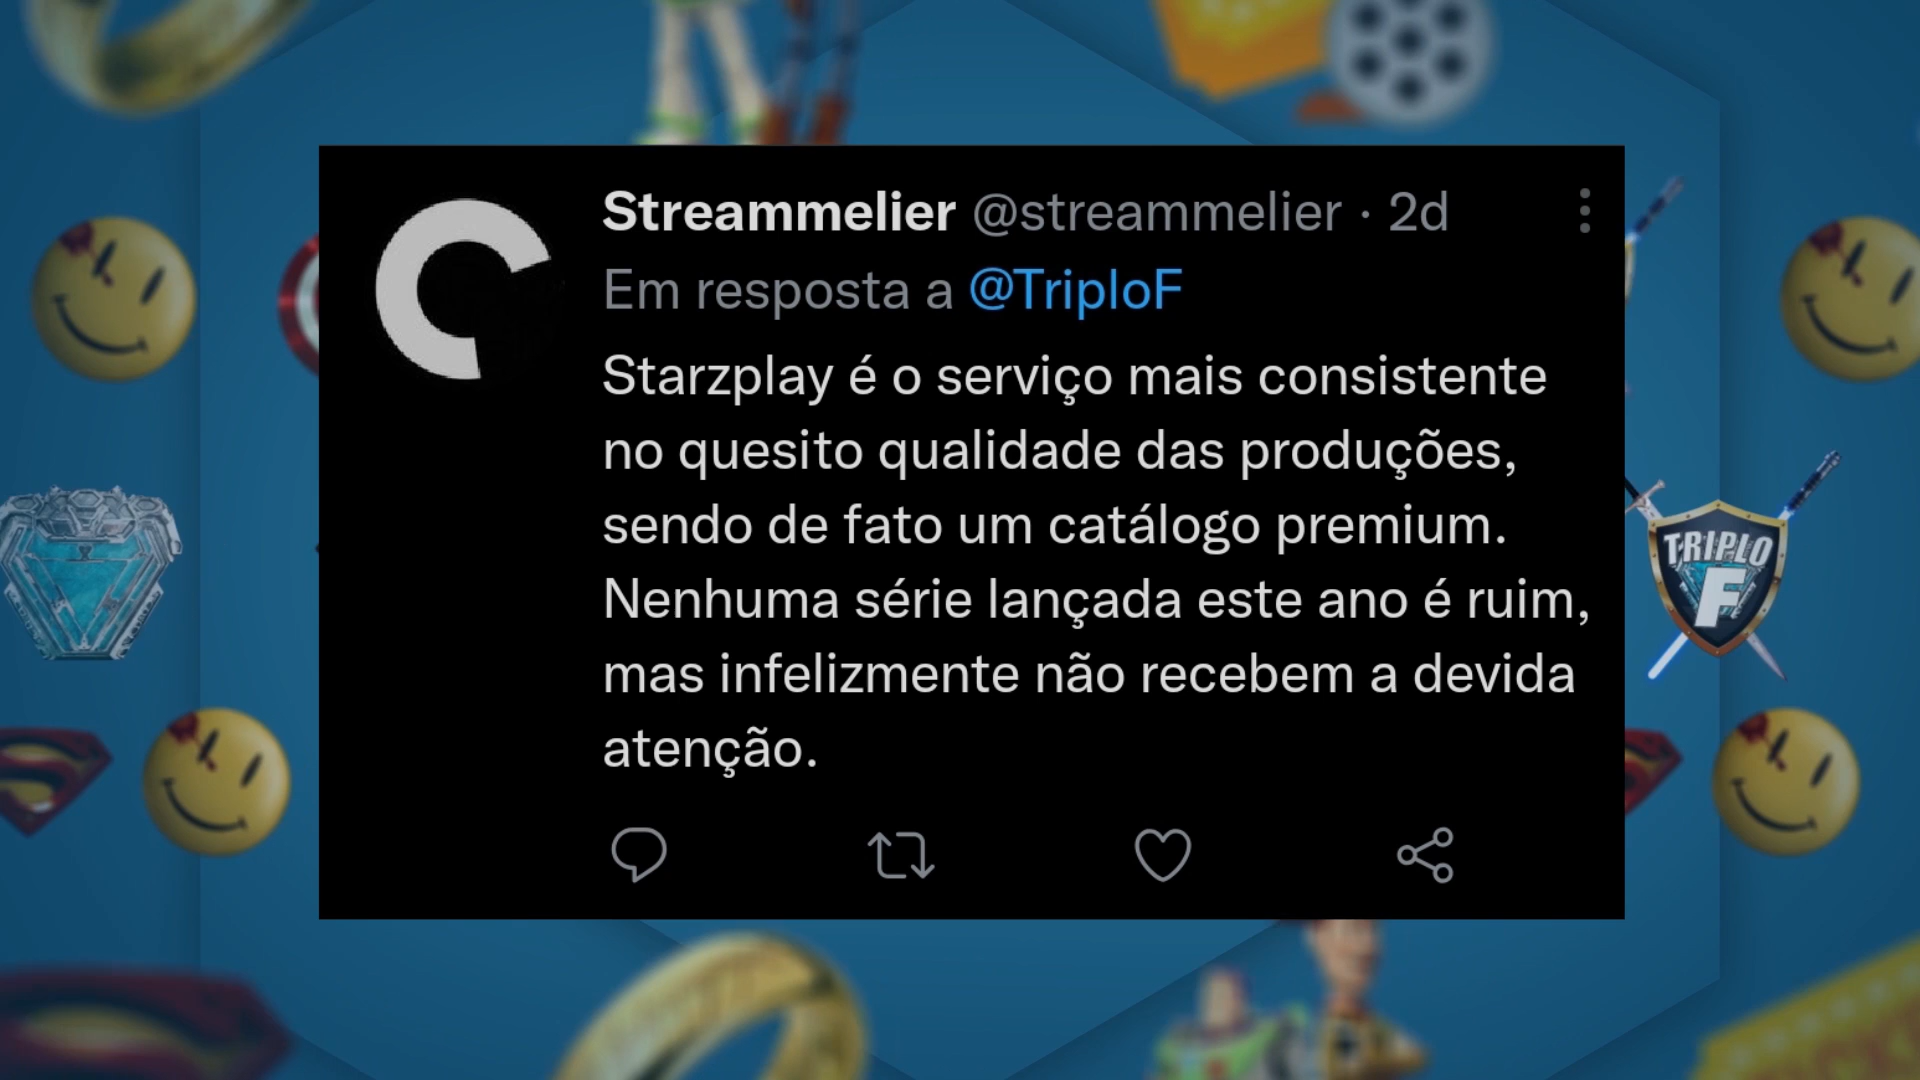 Streammelier @streammelier · 2d
Em resposta a @TriploF
Starzplay é o serviço mais consistente
no quesito qualidade das produções,
sendo de fato um catálogo premium.
Nenhuma série lançada este ano é ruim,
mas infelizmente não recebem a devida
atenção.
TRIPLO
F